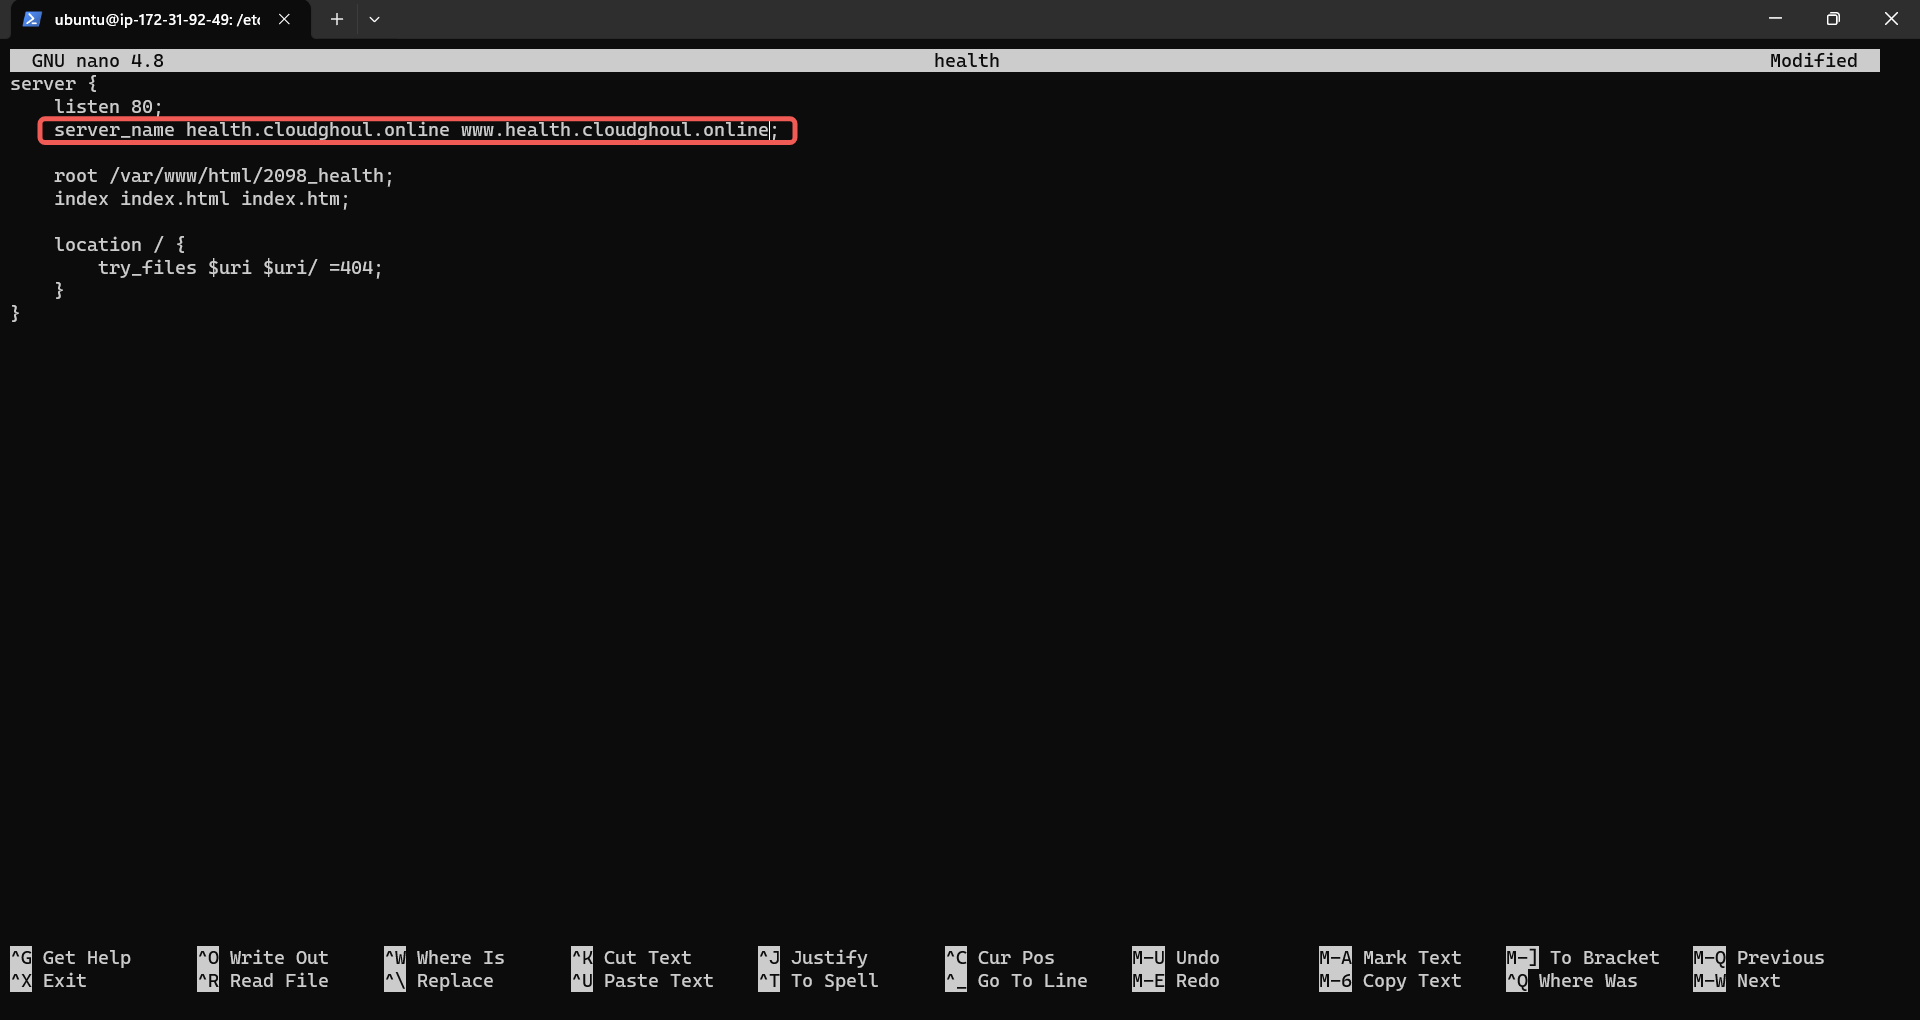 ubuntu@ip-172-31-92-49: /etc
GNU nano 4.8 health Modified
server {
    listen 80;
    server_name health.cloudghoul.online www.health.cloudghoul.online;

    root /var/www/html/2098_health;
    index index.html index.htm;

    location / {
        try_files $uri $uri/ =404;
    }
}
^G Get Help ^O Write Out ^W Where Is ^K Cut Text ^J Justify ^C Cur Pos M-U Undo M-A Mark Text M-] To Bracket M-Q Previous
^X Exit ^R Read File ^\ Replace ^U Paste Text ^T To Spell ^_ Go To Line M-E Redo M-6 Copy Text ^Q Where Was M-W Next